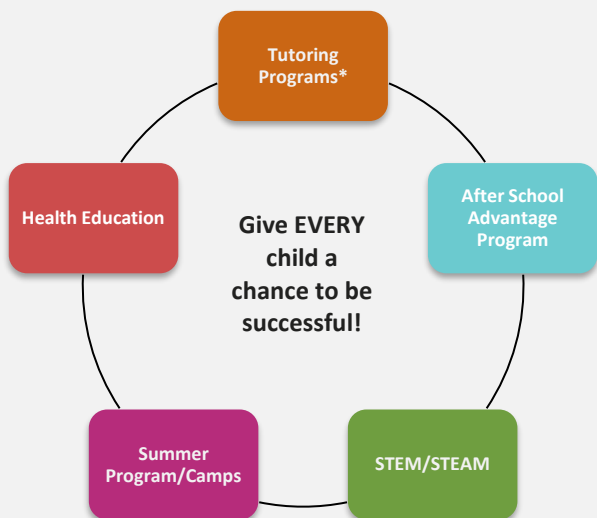 Tutoring
Programs*
After School
Advantage
Program
Health Education
Give EVERY
child a
chance to be
successful!
Summer
Program/Camps
STEM/STEAM